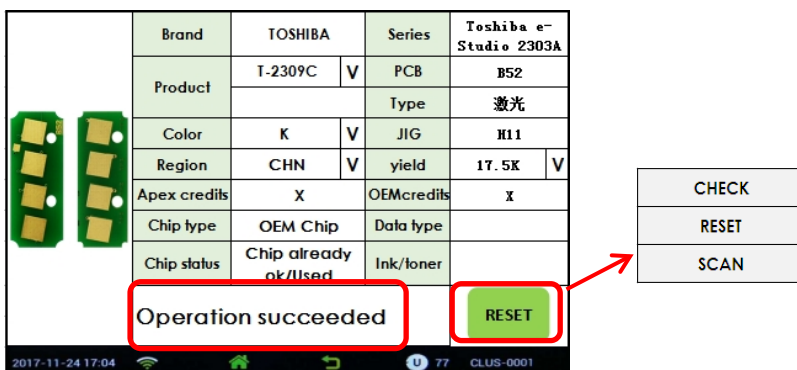 Brand TOSHIBA Series Toshiba e-
Studio 2303A
Product T-2309C V PCB B52
Type 激光
Color K V JIG H11
Region CHN V yield 17.5K V
Apex credits X OEMcredits X
Chip type OEM Chip Data type
Chip status Chip already
ok/Used Ink/toner
Operation succeeded RESET
2017-11-24 17:04 U 77 CLUS-0001
CHECK
RESET
SCAN